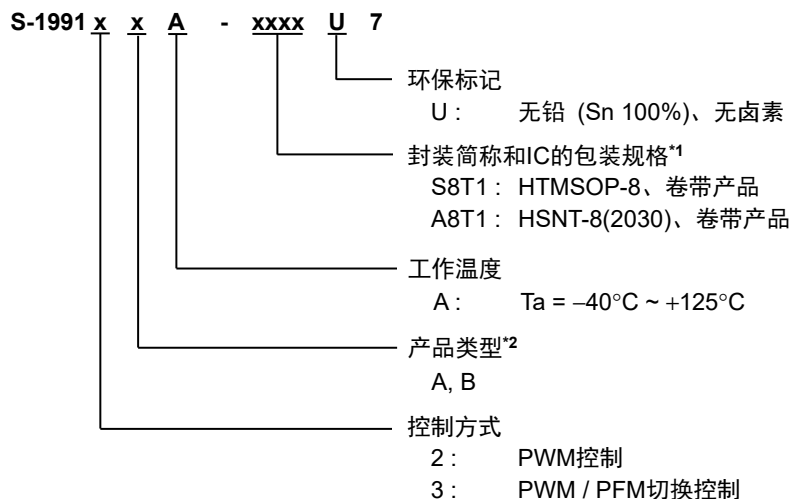 S-1991 x x A - xxxx U 7
环保标记
U : 无铅 (Sn 100%)、无卤素
封装简称和IC的包装规格*1
S8T1 : HTMSOP-8、卷带产品
A8T1 : HSNT-8(2030)、卷带产品
工作温度
A : Ta = −40°C ~ +125°C
产品类型*2
A, B
控制方式
2 : PWM控制
3 : PWM / PFM切换控制